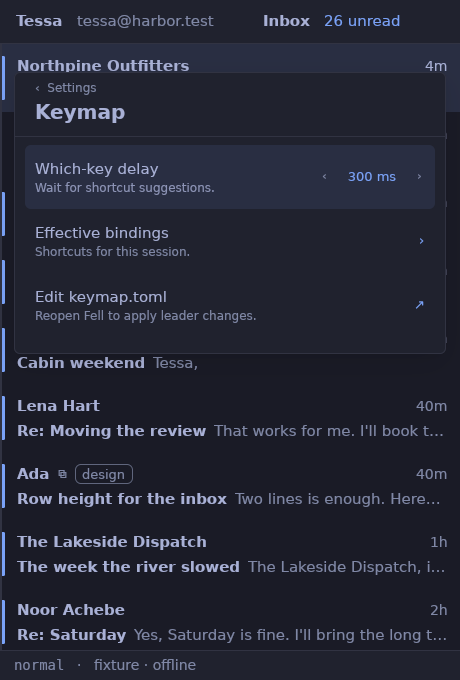 Tessa tessa@harbor.test Inbox 26 unread
Northpine Outfitters 4m
‹ Settings
Keymap
Which-key delay
Wait for shortcut suggestions.
‹ 300 ms ›
Effective bindings
Shortcuts for this session.
›
Edit keymap.toml
Reopen Fell to apply leader changes.
↗
Cabin weekend Tessa,
Lena Hart 40m
Re: Moving the review That works for me. I'll book t…
Ada design 40m
Row height for the inbox Two lines is enough. Here…
The Lakeside Dispatch 1h
The week the river slowed The Lakeside Dispatch, i…
Noor Achebe 2h
Re: Saturday Yes, Saturday is fine. I'll bring the long t…
normal · fixture · offline